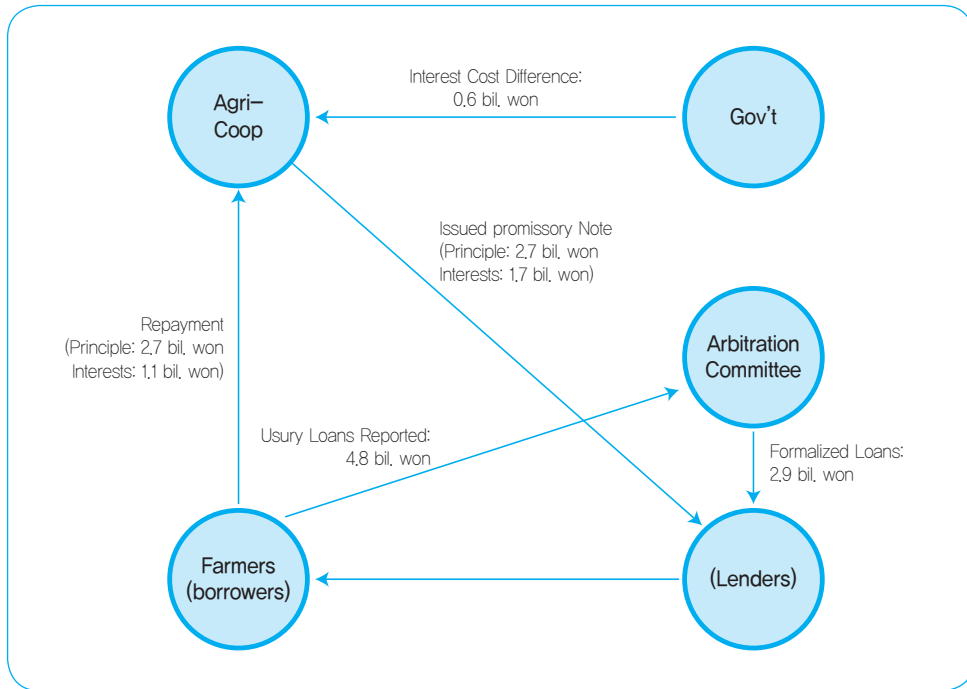 Interest Cost Difference:
0.6 bil. won
Agri-
Coop
Gov't
Issued promissory Note
(Principle: 2.7 bil. won
Interests: 1.7 bil. won)
Repayment
(Principle: 2.7 bil. won
Interests: 1.1 bil. won)
Arbitration
Committee
Usury Loans Reported:
4.8 bil. won
Formalized Loans:
2.9 bil. won
Farmers
(borrowers)
(Lenders)